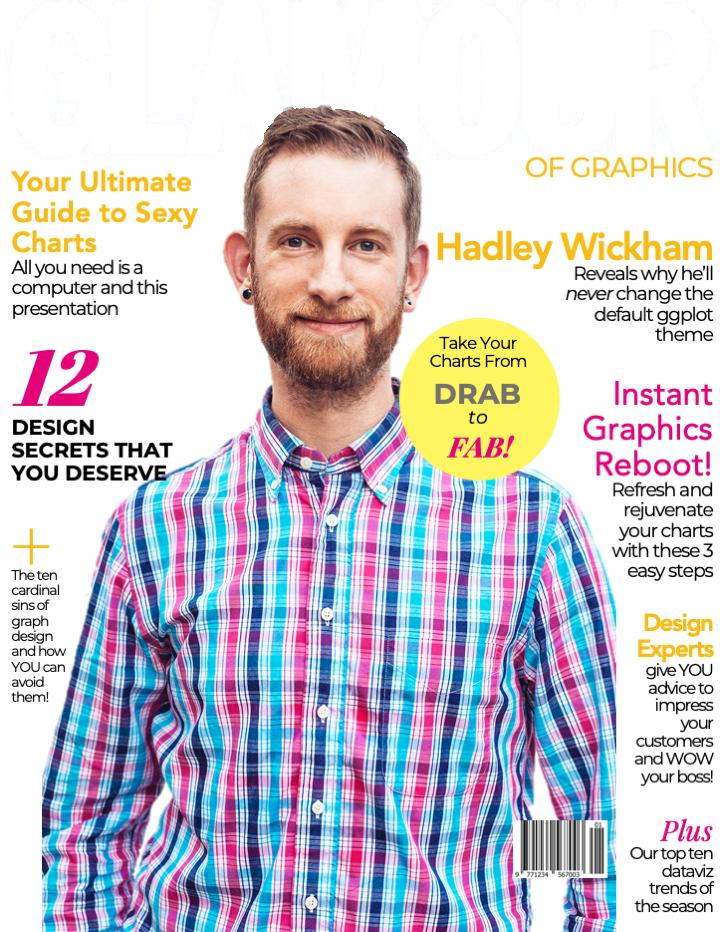 GLAMOUR
OF GRAPHICS
Your Ultimate
Guide to Sexy
Charts
All you need is a
computer and this
presentation
12
DESIGN
SECRETS THAT
YOU DESERVE
+
The ten
cardinal
sins of
graph
design
and how
YOU can
avoid
them!
Hadley Wickham
Reveals why he'll
never change the
default ggplot
theme
Take Your
Charts From
DRAB
to
FAB!
Instant
Graphics
Reboot!
Refresh and
rejuvenate
your charts
with these 3
easy steps
Design
Experts
give YOU
advice to
impress
your
customers
and WOW
your boss!
Plus
Our top ten
dataviz
trends of
the season
9 771234 567003